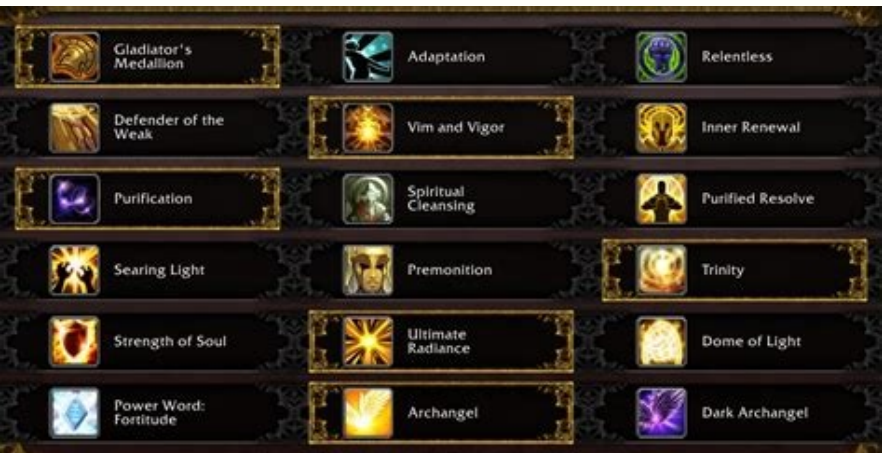 Gladiator's
Medallion
Adaptation
Relentless
Defender of the
Weak
Vim and Vigor
Inner Renewal
Purification
Spiritual
Cleansing
Purified Resolve
Searing Light
Premonition
Trinity
Strength of Soul
Ultimate
Radiance
Dome of Light
Power Word:
Fortitude
Archangel
Dark Archangel